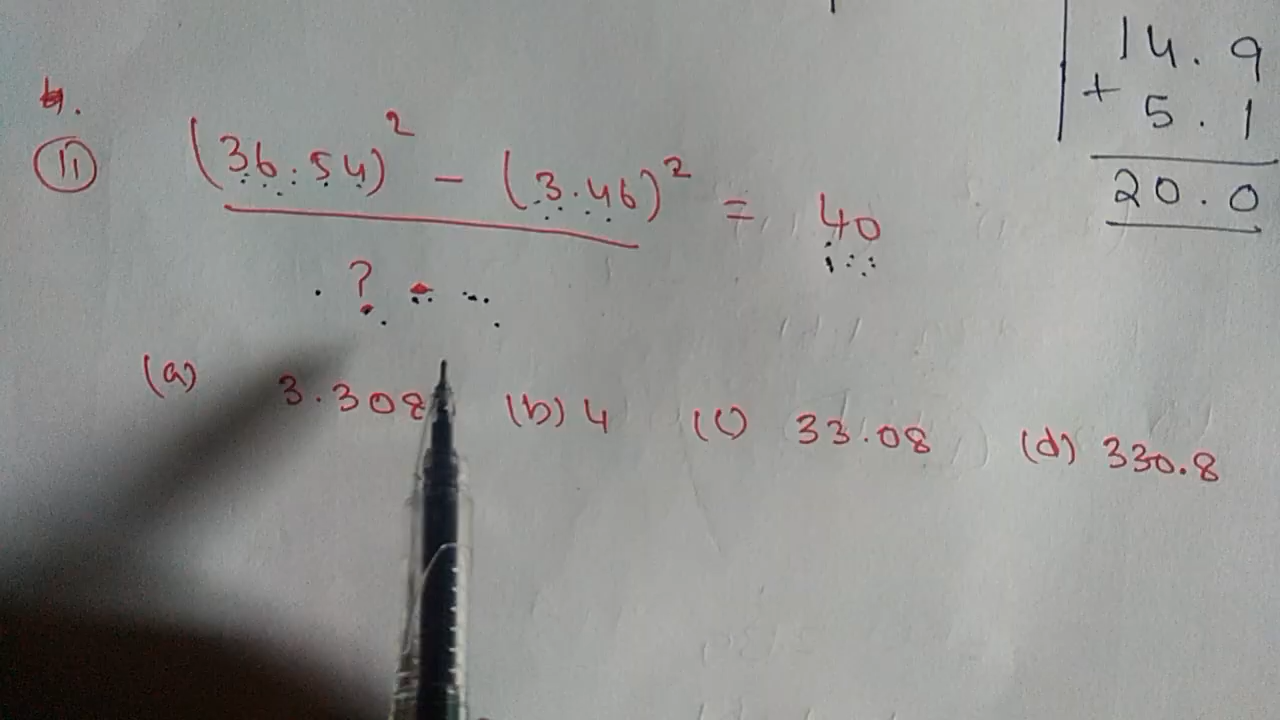 4.
11 (36.54)² - (3.46)² = 40
?
(a) 3.308 (b) 4 (c) 33.08 (d) 330.8
14.9
+ 5.1
20.0